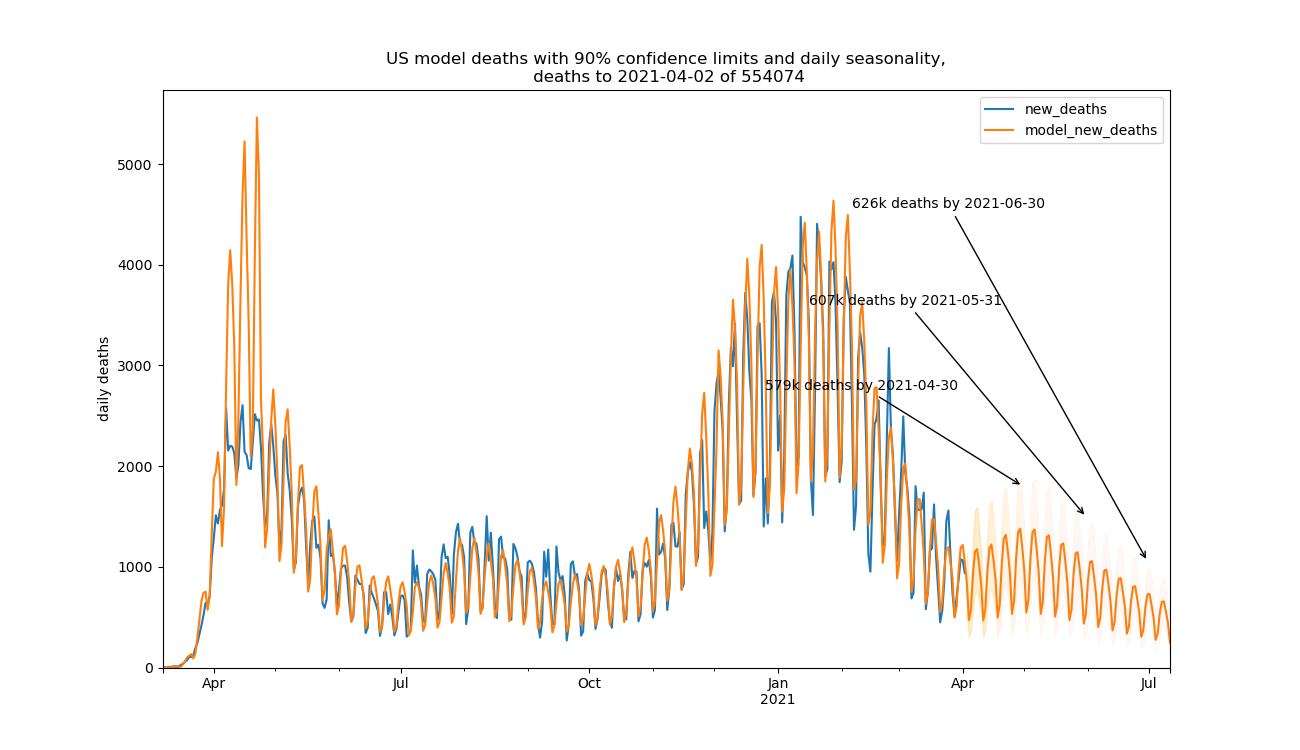 US model deaths with 90% confidence limits and daily seasonality,
deaths to 2021-04-02 of 554074
new_deaths
model_new_deaths
626k deaths by 2021-06-30
607k deaths by 2021-05-31
579k deaths by 2021-04-30
daily deaths
5000
4000
3000
2000
1000
0
Apr
Jul
Oct
Jan
2021
Apr
Jul